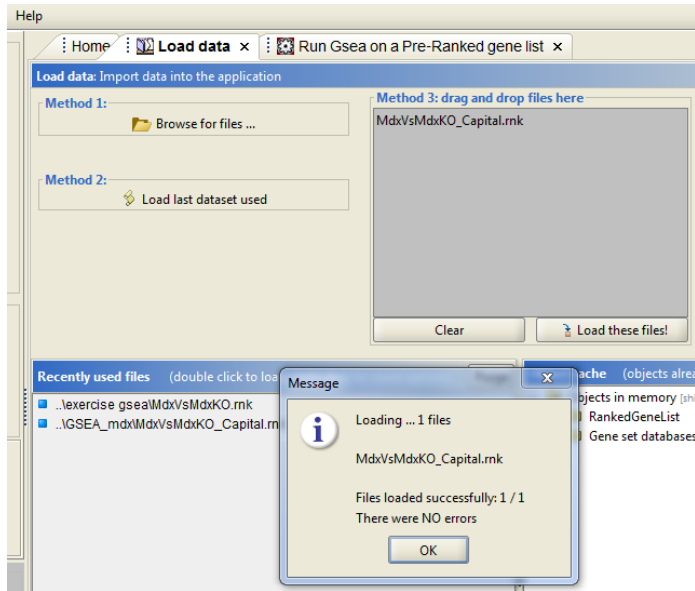 Help
Home
Load data ×
Run Gsea on a Pre-Ranked gene list ×
Load data: Import data into the application
Method 1:
Browse for files ...
Method 2:
Load last dataset used
Method 3: drag and drop files here
MdxVsMdxKO_Capital.rnk
Clear
Load these files!
Recently used files (double click to loa
..\exercise gsea\MdxVsMdxKO.rnk
..\GSEA_mdx\MdxVsMdxKO_Capital.rn
Message
Loading ... 1 files
MdxVsMdxKO_Capital.rnk
Files loaded successfully: 1 / 1
There were NO errors
OK
ache (objects alrea
bjects in memory [shi
RankedGeneList
Gene set databases